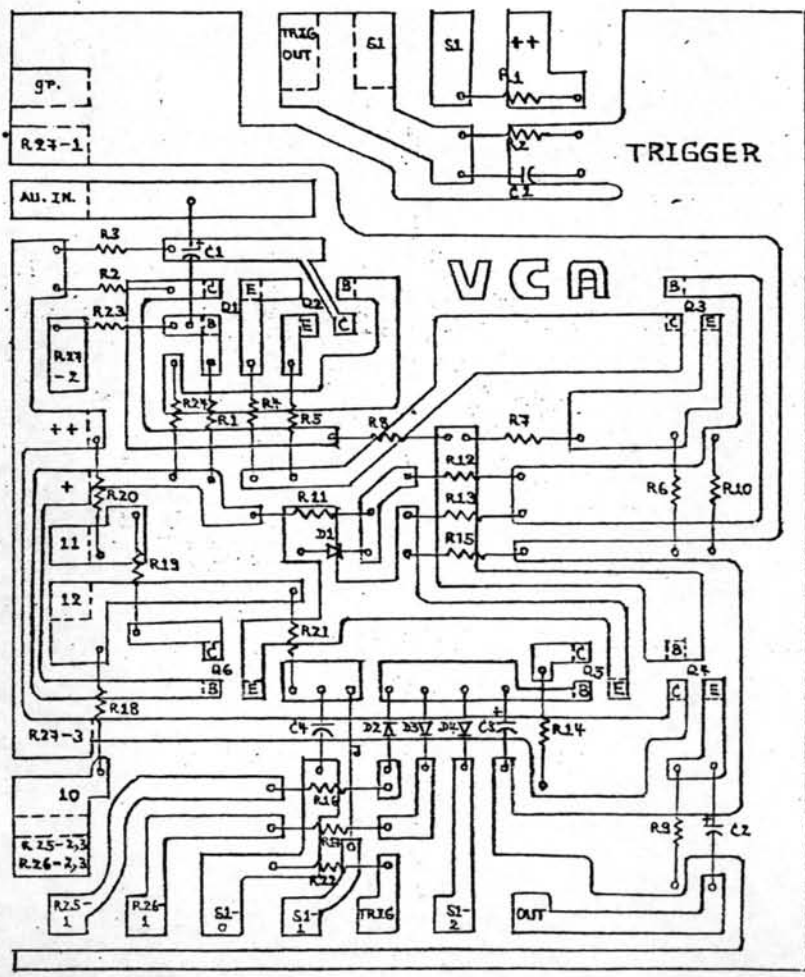 TRIG OUT
S1
S1
++
R1
gp.
R27-1
R2
TRIGGER
C1
AU. IN.
R3
C1
VCA
R2
C
E
Q2
B
B
Q1
Q3
R23
B
E
C
C
E
R27
-2
R24
R1
R4
R5
++
R8
R7
R12
+
R20
R6
R10
R11
R13
11
D1
R15
R19
12
R21
B
C
C
Q6
Q5
Q4
B
E
B
E
C
E
R18
R27-3
C4
D2
D3
D4
C3
R14
10
R16
R25-2,3
R9
C2
R26-2,3
R22
R25-
1
R26-
1
S1-
0
S1-
1
TRIG
S1-
2
OUT